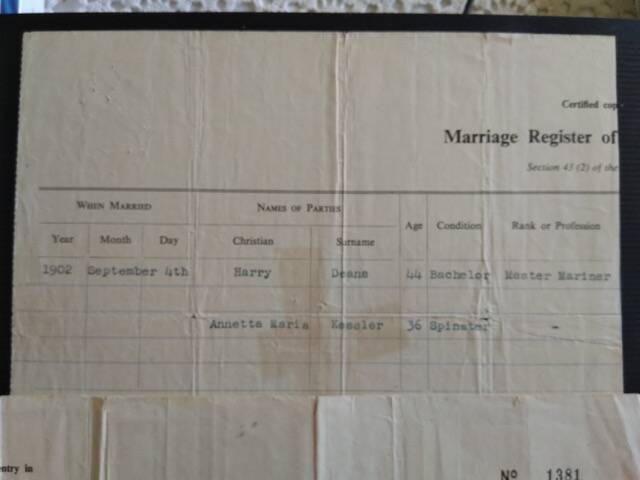 Certified cop
Marriage Register of
Section 43 (2) of the
WHEN MARRIED NAMES OF PARTIES Age Condition Rank or Profession
Year Month Day Christian Surname
1902 September 4th Harry Deane 44 Bachelor Master Mariner
Annetta Maria Kessler 36 Spinster -
entry in
No 1381